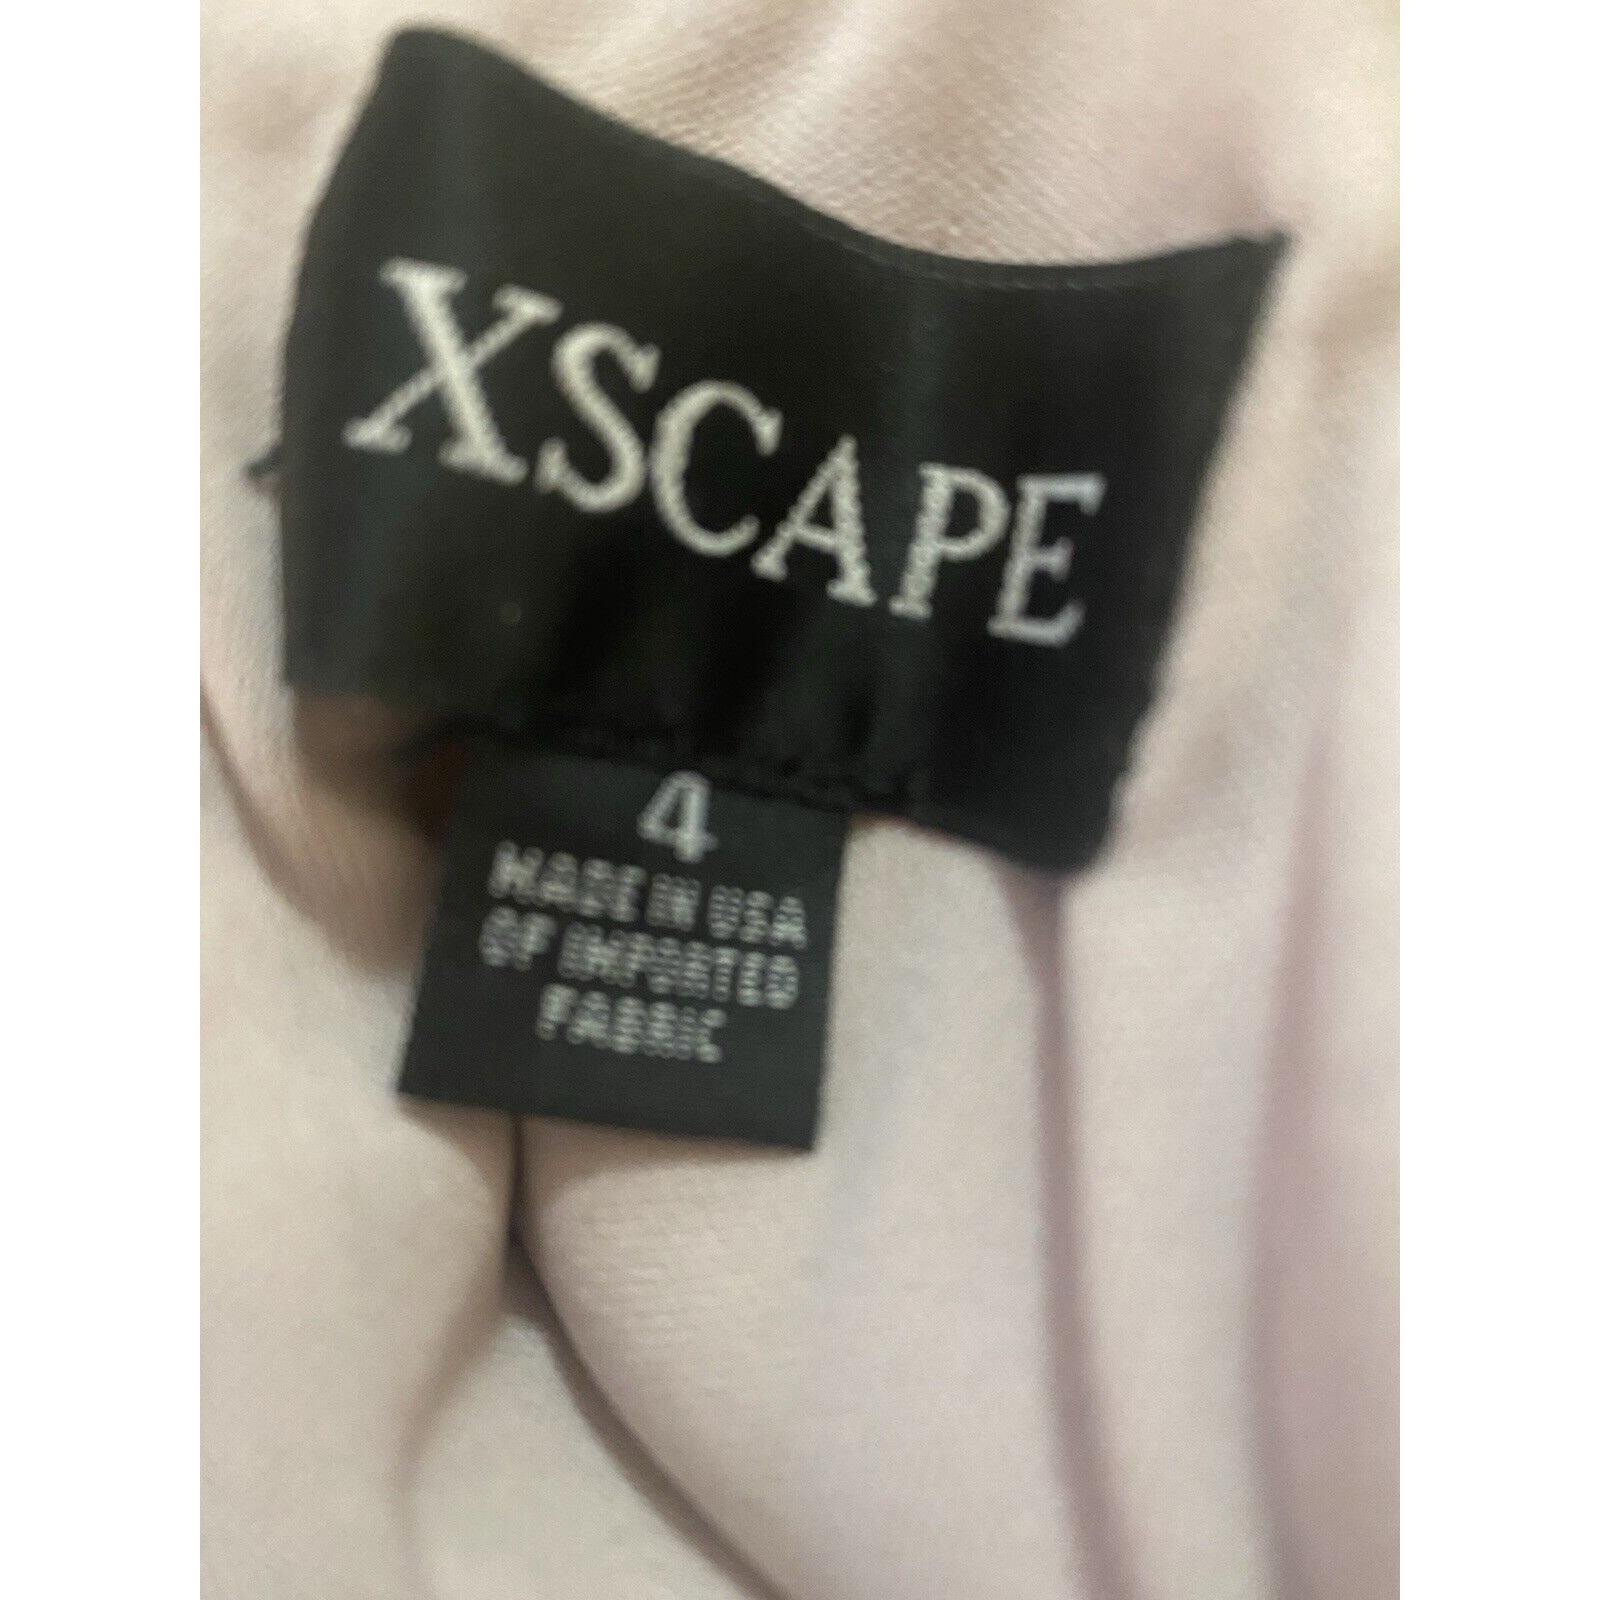 XSCAPE
4
MADE IN USA
OF IMPORTED
FABRIC